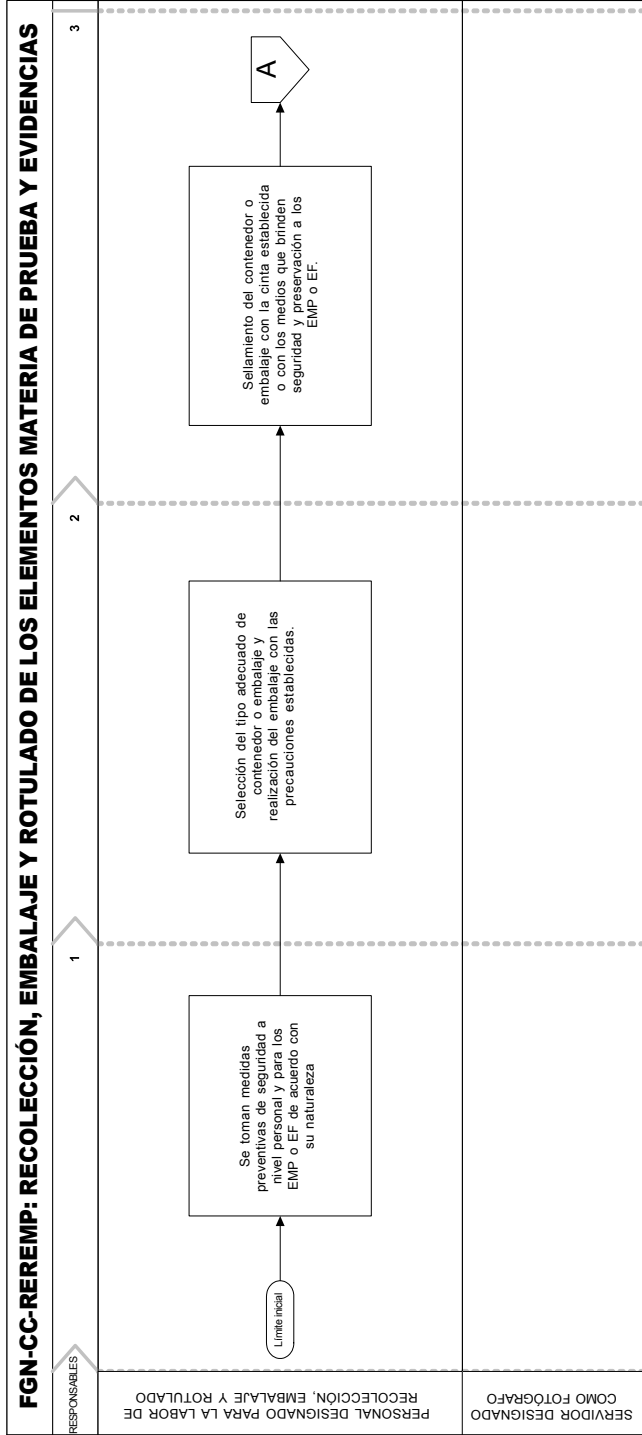 FGN-CC-REREMP: RECOLECCIÓN, EMBALAJE Y ROTULADO DE LOS ELEMENTOS MATERIA DE PRUEBA Y EVIDENCIAS
RESPONSABLES
1
2
3
PERSONAL DESIGNADO PARA LA LABOR DE
RECOLECCIÓN, EMBALAJE Y ROTULADO
Límite inicial
Se toman medidas
preventivas de seguridad a
nivel personal y para los
EMP o EF de acuerdo con
su naturaleza
Selección del tipo adecuado de
contenedor o embalaje y
realización del embalaje con las
precauciones establecidas.
Sellamiento del contenedor o
embalaje con la cinta establecida
o con los medios que brinden
seguridad y preservación a los
EMP o EF.
A
SERVIDOR DESIGNADO
COMO FOTÓGRAFO